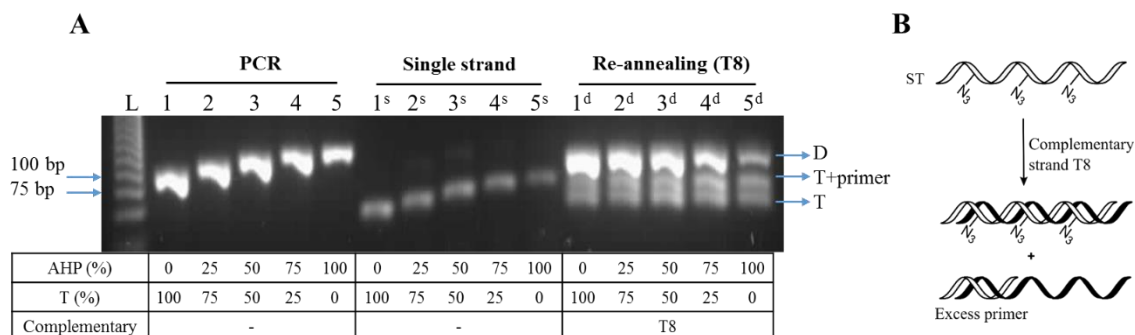 A
PCR Single strand Re-annealing (T8)
L 1 2 3 4 5 1ˢ 2ˢ 3ˢ 4ˢ 5ˢ 1ᵈ 2ᵈ 3ᵈ 4ᵈ 5ᵈ
100 bp
75 bp
D
T+primer
T
AHP (%) 0 25 50 75 100 0 25 50 75 100 0 25 50 75 100
T (%) 100 75 50 25 0 100 75 50 25 0 100 75 50 25 0
Complementary - - T8
B
ST
N₃ N₃ N₃
Complementary
strand T8
N₃ N₃ N₃
+
Excess primer